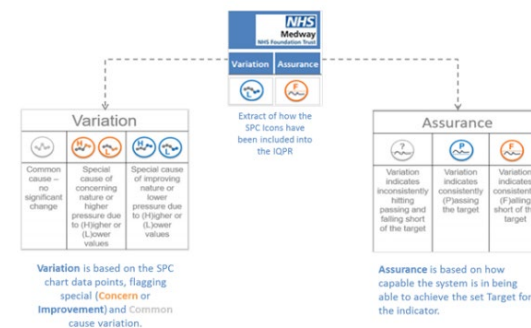 NHS
Medway
NHS Foundation Trust
Variation Assurance
L F
Extract of how the
SPC Icons have
been included into
the IQPR
Variation
H L H L
Common
cause –
no
significant
change
Special
cause of
concerning
nature or
higher
pressure due
to (H)igher or
(L)ower
values
Special cause
of improving
nature or
lower
pressure due
to (H)igher or
(L)ower
values
Variation is based on the SPC
chart data points, flagging
special (Concern or
Improvement) and Common
cause variation.
Assurance
? P F
Variation
indicates
inconsistently
hitting
passing and
falling short
of the target
Variation
indicates
consistently
(P)assing
the target
Variation
indicates
consistently
(F)alling
short of the
target
Assurance is based on how
capable the system is in being
able to achieve the set Target for
the indicator.